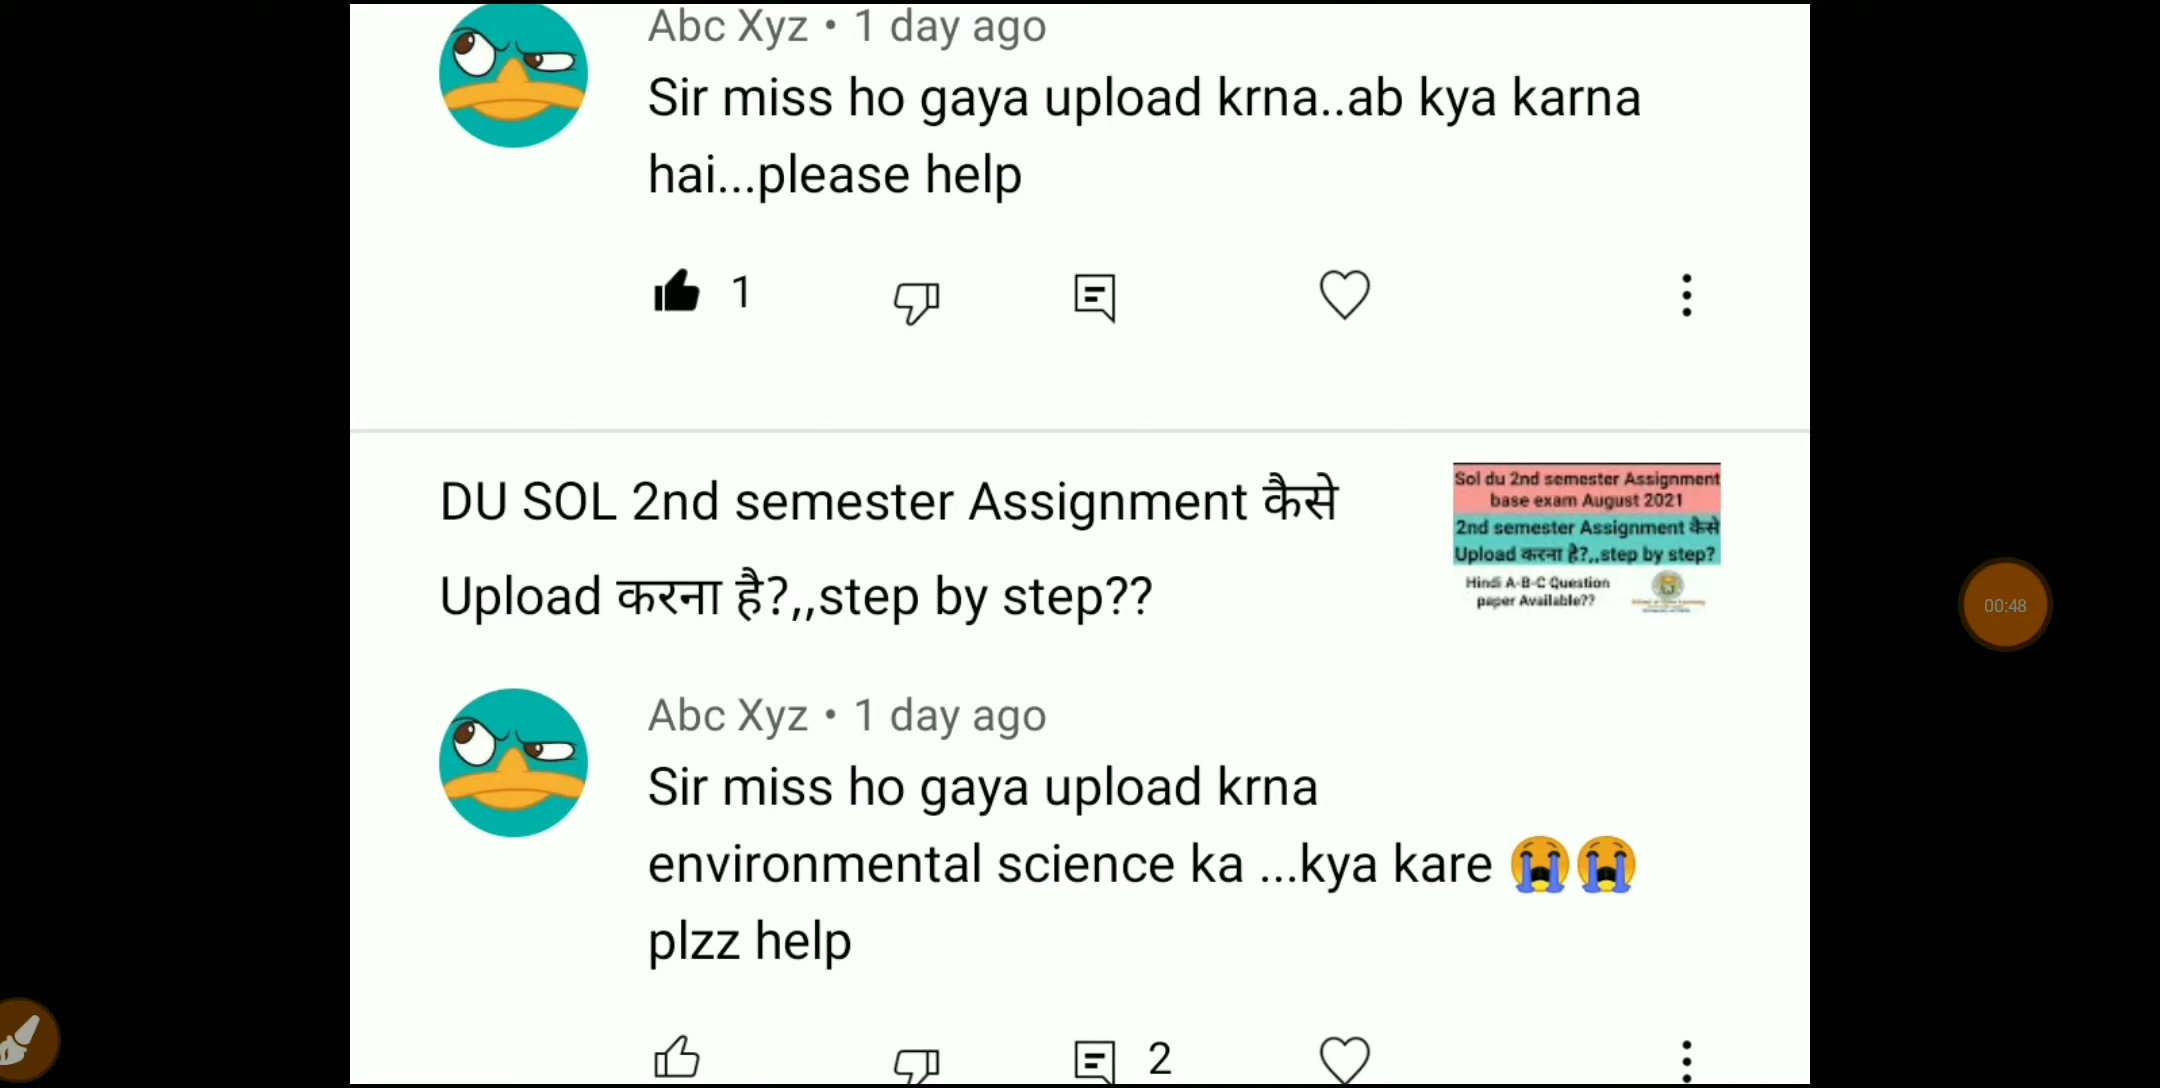 Abc Xyz • 1 day ago
Sir miss ho gaya upload krna..ab kya karna
hai...please help
1
DU SOL 2nd semester Assignment कैसे
Upload करना है?,,step by step??
Sol du 2nd semester Assignment
base exam August 2021
2nd semester Assignment कैसे
Upload करना है?,,step by step?
Hindi A-B-C Question
paper Available??
00:48
Abc Xyz • 1 day ago
Sir miss ho gaya upload krna
environmental science ka ...kya kare 😭😭
plzz help
2